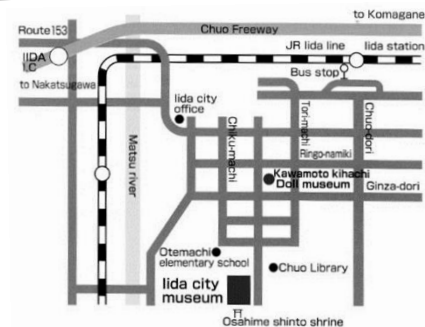 to Komagane
Chuo Freeway
Route153
JR Iida line
Iida station
IIDA
I.C
Bus stop
to Nakatsugawa
Iida city
office
Matsu river
Chiku-machi
Tori-machi
Chuo-dori
Ringo-namiki
Kawamoto kihachi
Doll museum
Ginza-dori
Otemachi
elementary school
Chuo Library
Iida city
museum
Osahime shinto shrine